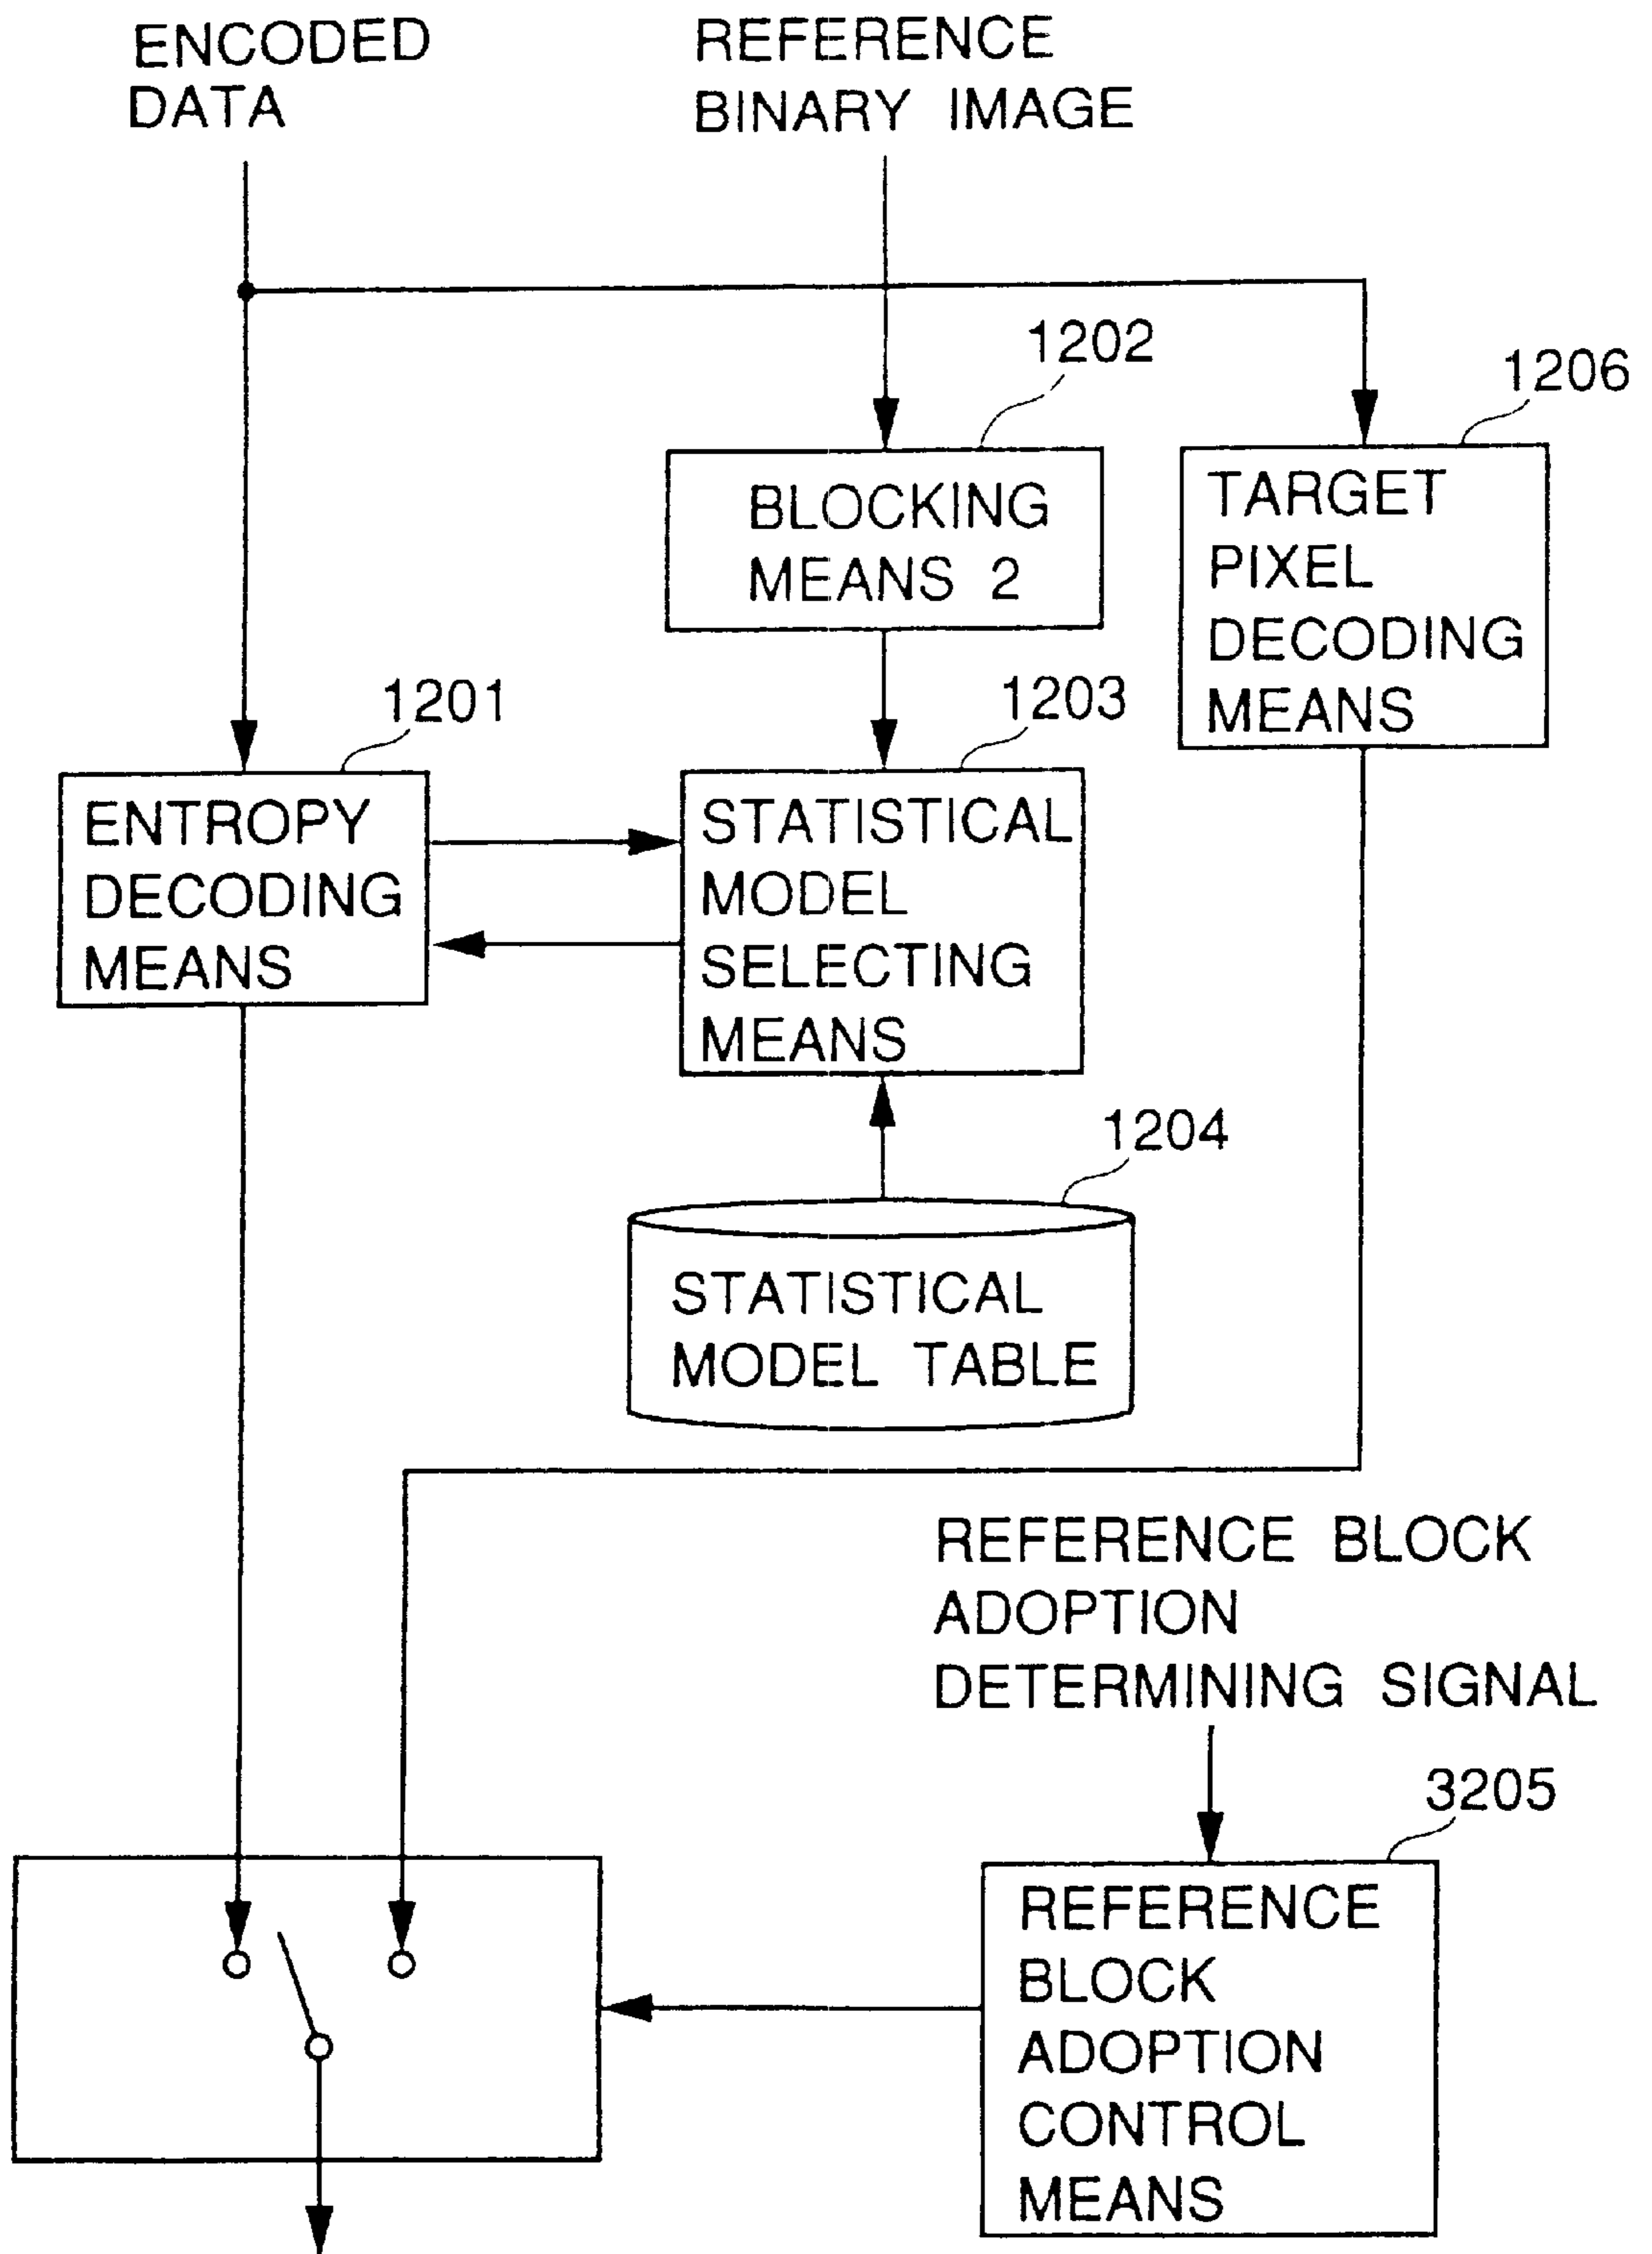 ENCODED
DATA
REFERENCE
BINARY IMAGE
1202
1206
BLOCKING
MEANS 2
TARGET
PIXEL
DECODING
MEANS
1201
1203
ENTROPY
DECODING
MEANS
STATISTICAL
MODEL
SELECTING
MEANS
1204
STATISTICAL
MODEL TABLE
REFERENCE BLOCK
ADOPTION
DETERMINING SIGNAL
3205
REFERENCE
BLOCK
ADOPTION
CONTROL
MEANS